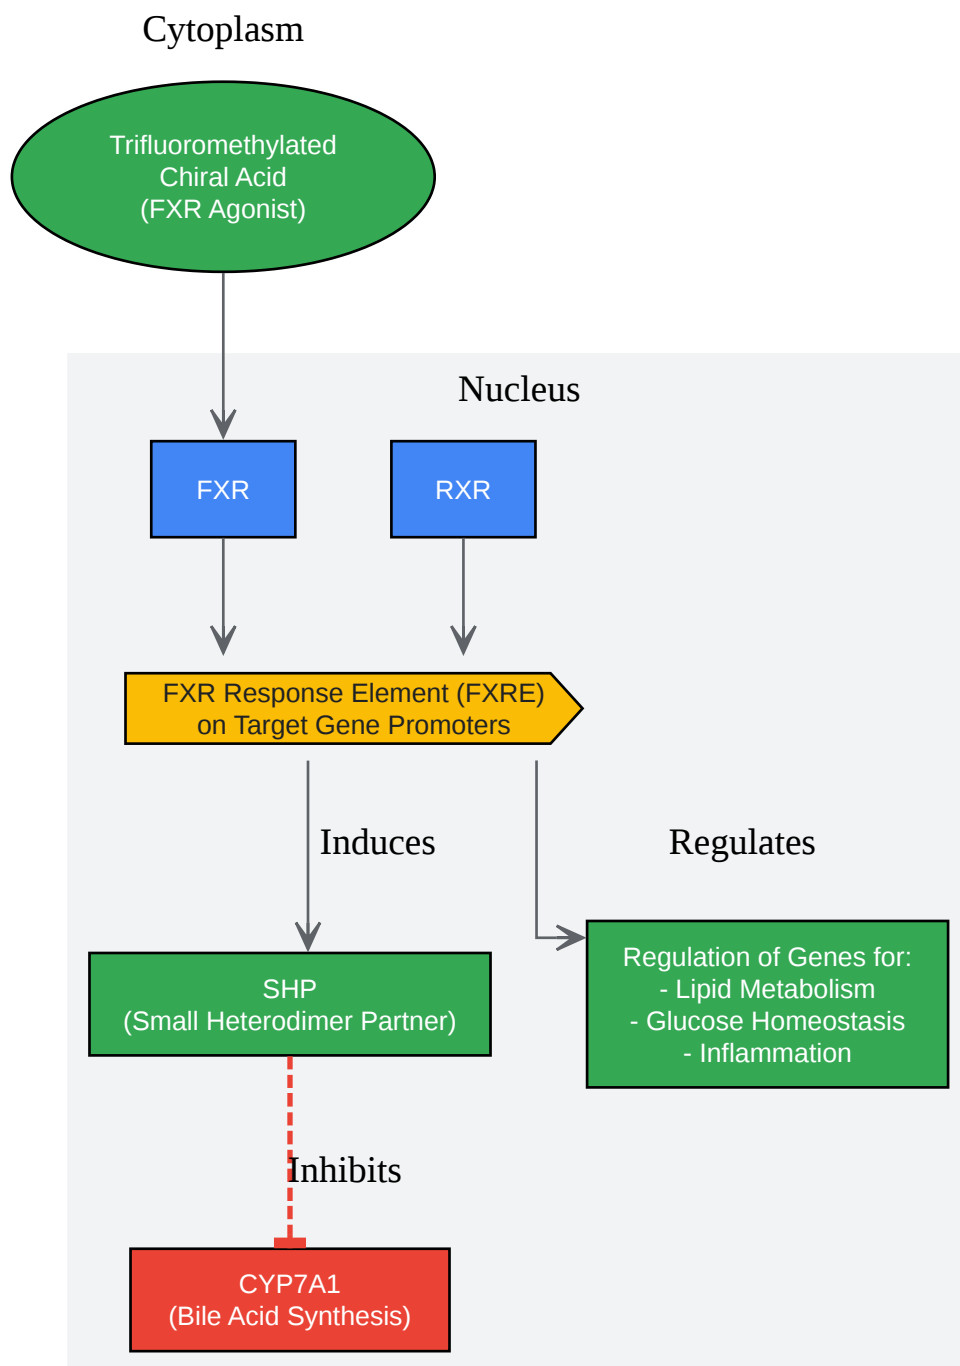 Cytoplasm
Trifluoromethylated
Chiral Acid
(FXR Agonist)
Nucleus
FXR
RXR
FXR Response Element (FXRE)
on Target Gene Promoters
Induces
Regulates
SHP
(Small Heterodimer Partner)
Regulation of Genes for:
- Lipid Metabolism
- Glucose Homeostasis
- Inflammation
Inhibits
CYP7A1
(Bile Acid Synthesis)